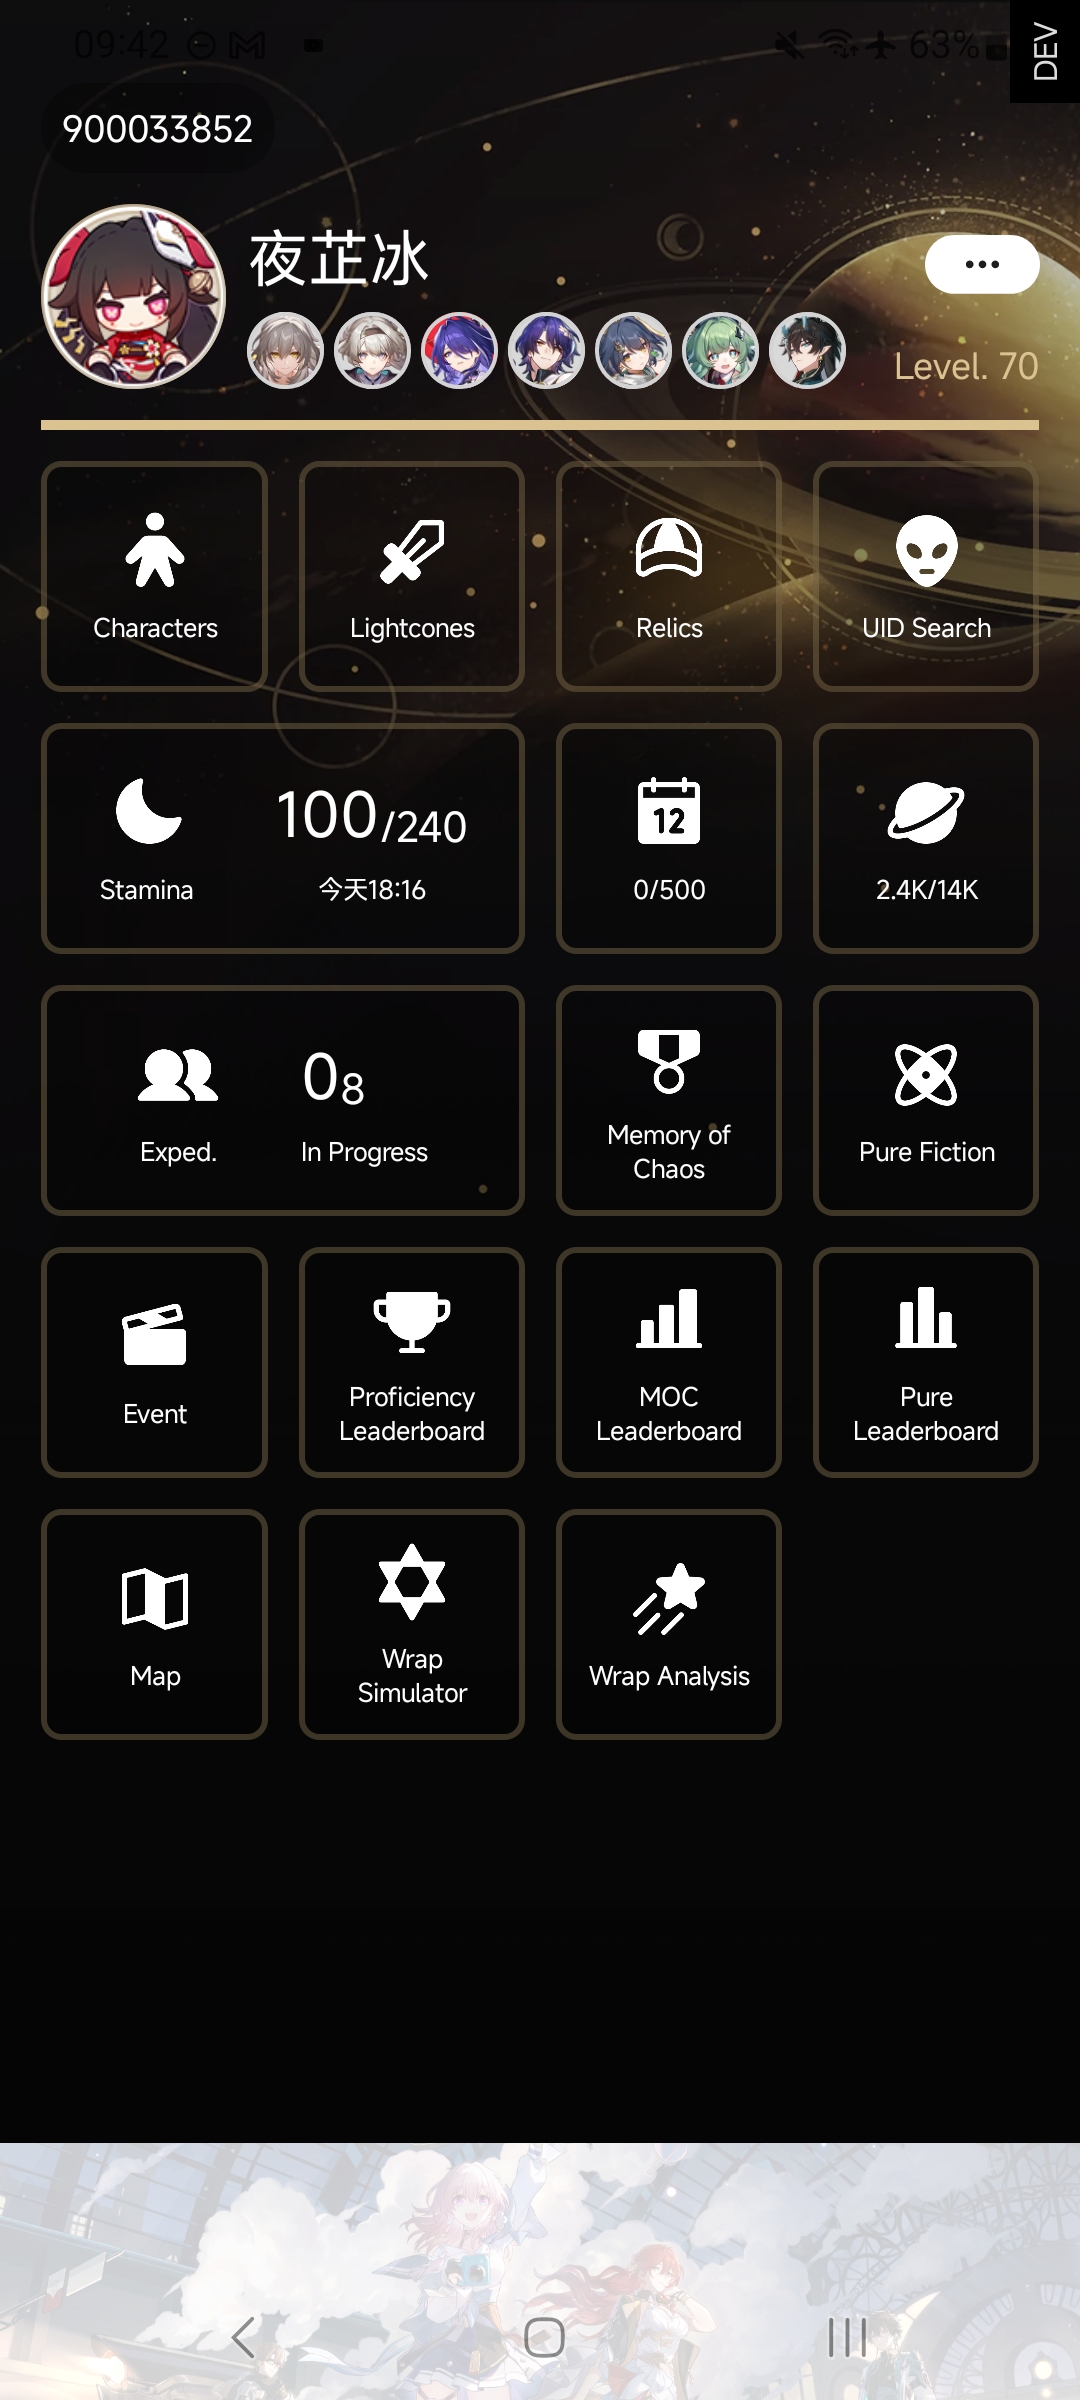 09:42
63%
DEV
900033852
夜芷冰
Level. 70
Characters
Lightcones
Relics
UID Search
100/240
Stamina
今天18:16
12
0/500
2.4K/14K
08
Exped.
In Progress
Memory of
Chaos
Pure Fiction
Event
Proficiency
Leaderboard
MOC
Leaderboard
Pure
Leaderboard
Map
Wrap
Simulator
Wrap Analysis